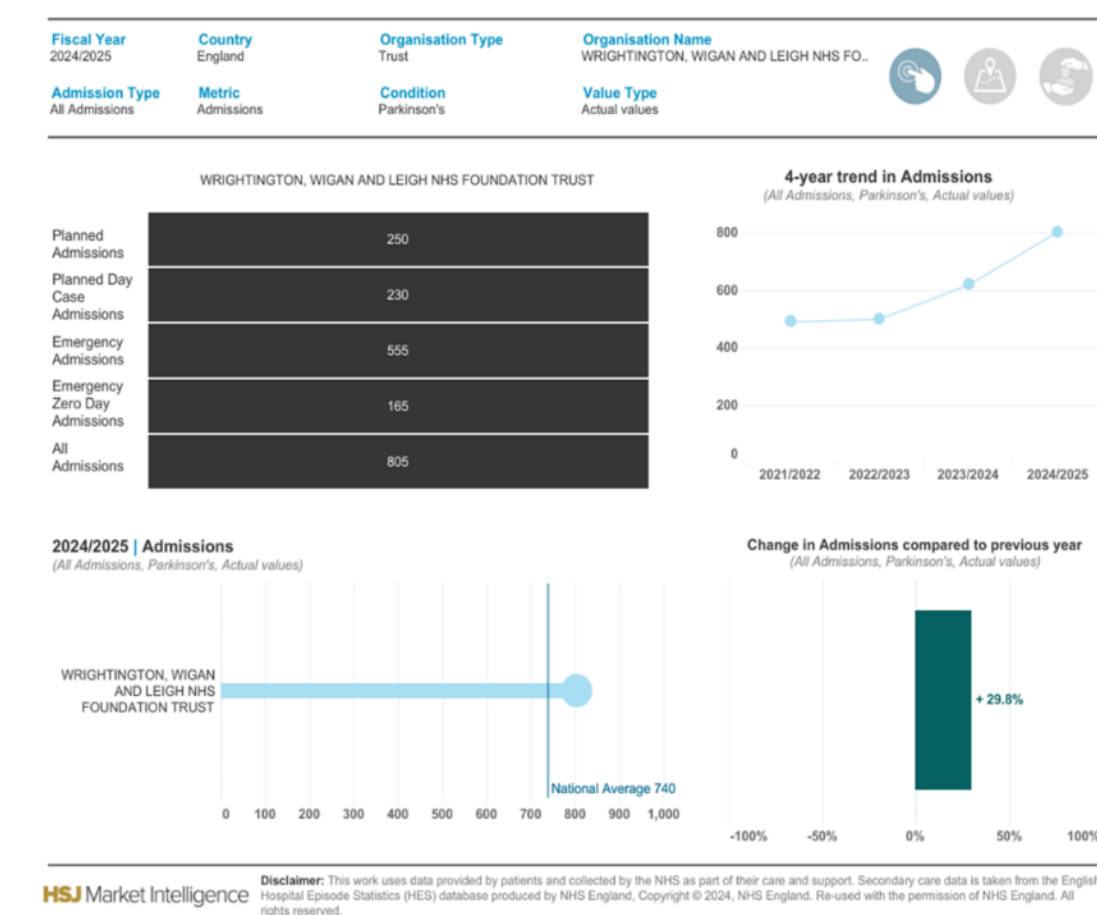 Fiscal Year
2024/2025
Country
England
Organisation Type
Trust
Organisation Name
WRIGHTINGTON, WIGAN AND LEIGH NHS FO..
Admission Type
All Admissions
Metric
Admissions
Condition
Parkinson's
Value Type
Actual values
WRIGHTINGTON, WIGAN AND LEIGH NHS FOUNDATION TRUST
Planned
Admissions
250
Planned Day
Case
Admissions
230
Emergency
Admissions
555
Emergency
Zero Day
Admissions
165
All
Admissions
805
4-year trend in Admissions
(All Admissions, Parkinson's, Actual values)
800
600
400
200
0
2021/2022 2022/2023 2023/2024 2024/2025
2024/2025 | Admissions
(All Admissions, Parkinson's, Actual values)
WRIGHTINGTON, WIGAN
AND LEIGH NHS
FOUNDATION TRUST
National Average 740
0 100 200 300 400 500 600 700 800 900 1,000
Change in Admissions compared to previous year
(All Admissions, Parkinson's, Actual values)
+ 29.8%
-100% -50% 0% 50% 100%
HSJ Market Intelligence
Disclaimer: This work uses data provided by patients and collected by the NHS as part of their care and support. Secondary care data is taken from the English
Hospital Episode Statistics (HES) database produced by NHS England, Copyright © 2024, NHS England. Re-used with the permission of NHS England. All
rights reserved.